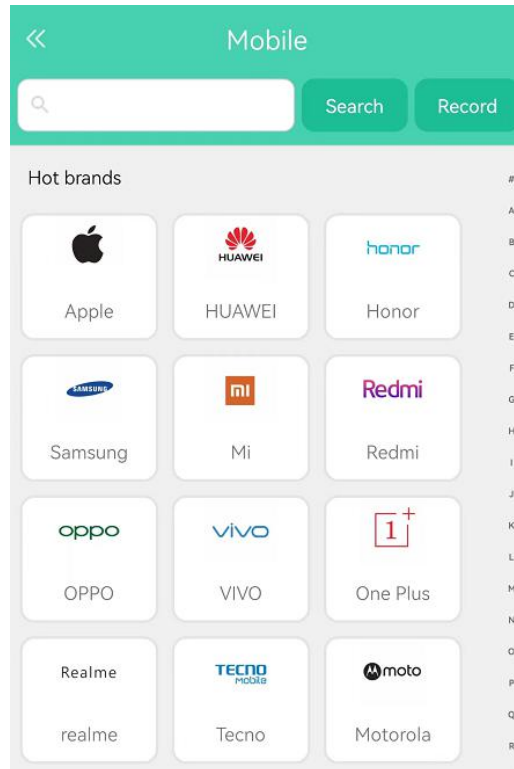 Mobile
Search Record
Hot brands
Apple
HUAWEI
HUAWEI
honor
Honor
SAMSUNG
Samsung
mi
Mi
Redmi
Redmi
oppo
OPPO
vivo
VIVO
1+
One Plus
Realme
realme
TECNO
Mobile
Tecno
moto
Motorola
#
A
B
C
D
E
F
G
H
I
J
K
L
M
N
O
P
Q
R